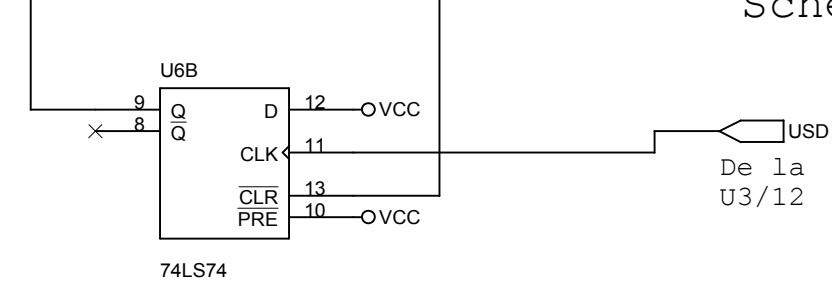 Sche
U6B
9 Q D 12 VCC
8 Q
CLK 11
USD
De la
U3/12
CLR 13
PRE 10 VCC
74LS74